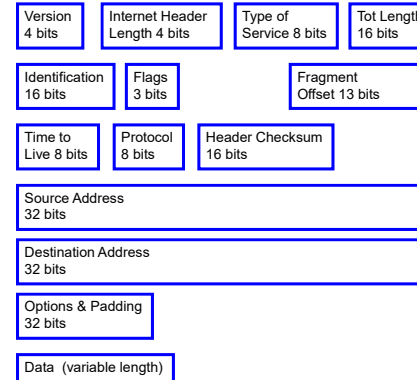 Version
4 bits
Internet Header
Length 4 bits
Type of
Service 8 bits
Tot Length
16 bits
Identification
16 bits
Flags
3 bits
Fragment
Offset 13 bits
Time to
Live 8 bits
Protocol
8 bits
Header Checksum
16 bits
Source Address
32 bits
Destination Address
32 bits
Options & Padding
32 bits
Data (variable length)